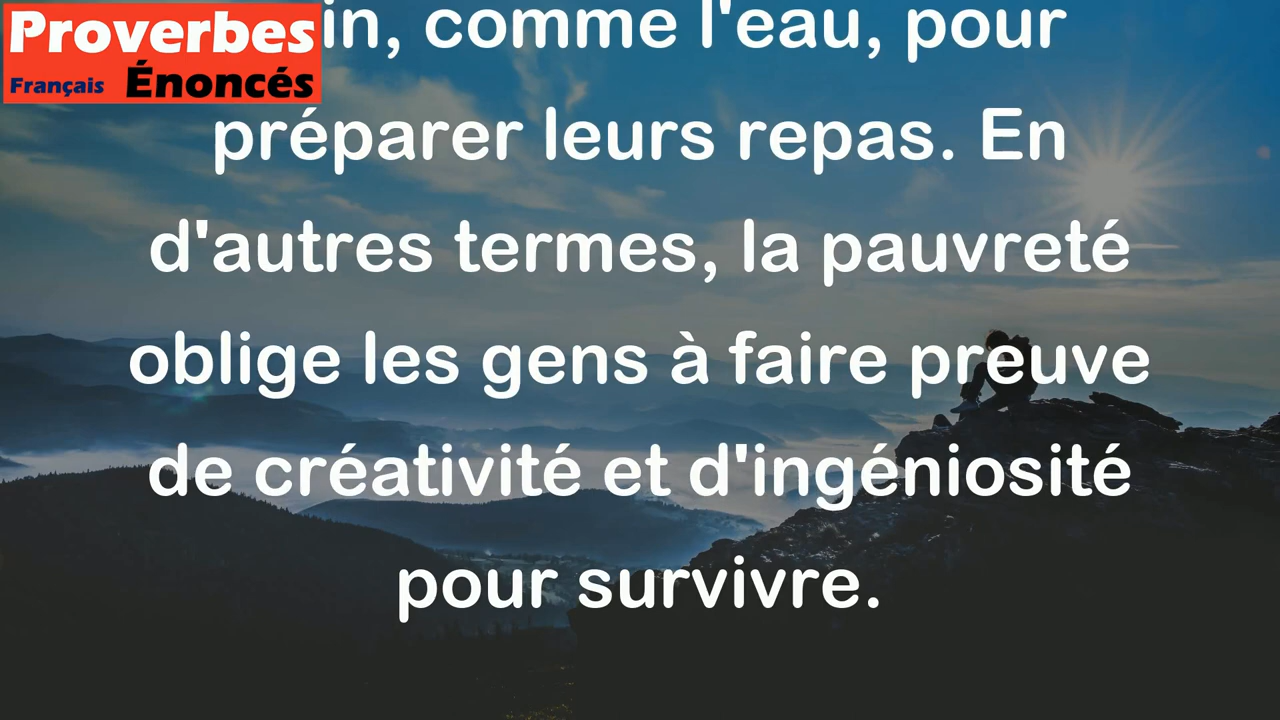 Proverbes
Français Énoncés
in, comme l'eau, pour
préparer leurs repas. En
d'autres termes, la pauvreté
oblige les gens à faire preuve
de créativité et d'ingéniosité
pour survivre.